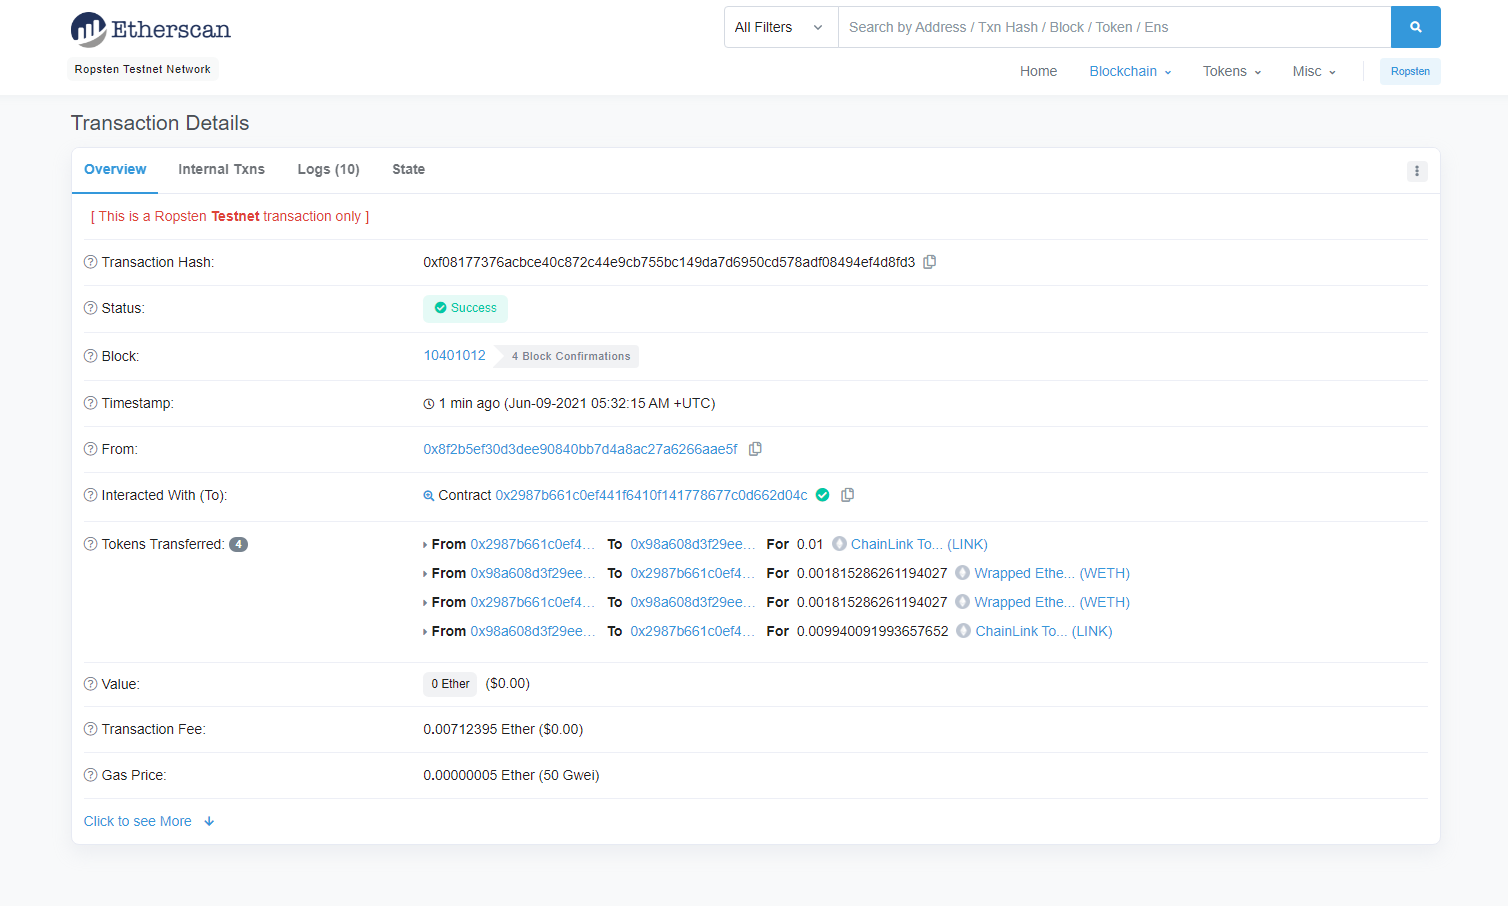 Etherscan
All Filters
Search by Address / Txn Hash / Block / Token / Ens
Ropsten Testnet Network
Home Blockchain Tokens Misc Ropsten
Transaction Details
Overview Internal Txns Logs (10) State
[ This is a Ropsten Testnet transaction only ]
Transaction Hash: 0xf08177376acbce40c872c44e9cb755bc149da7d6950cd578adf08494ef4d8fd3
Status: Success
Block: 10401012 4 Block Confirmations
Timestamp: 1 min ago (Jun-09-2021 05:32:15 AM +UTC)
From: 0x8f2b5ef30d3dee90840bb7d4a8ac27a6266aae5f
Interacted With (To): Contract 0x2987b661c0ef441f6410f141778677c0d662d04c
Tokens Transferred: 4 From 0x2987b661c0ef4... To 0x98a608d3f29ee... For 0.01 ChainLink To... (LINK)
From 0x98a608d3f29ee... To 0x2987b661c0ef4... For 0.001815286261194027 Wrapped Ethe... (WETH)
From 0x2987b661c0ef4... To 0x98a608d3f29ee... For 0.001815286261194027 Wrapped Ethe... (WETH)
From 0x98a608d3f29ee... To 0x2987b661c0ef4... For 0.009940091993657652 ChainLink To... (LINK)
Value: 0 Ether ($0.00)
Transaction Fee: 0.00712395 Ether ($0.00)
Gas Price: 0.00000005 Ether (50 Gwei)
Click to see More